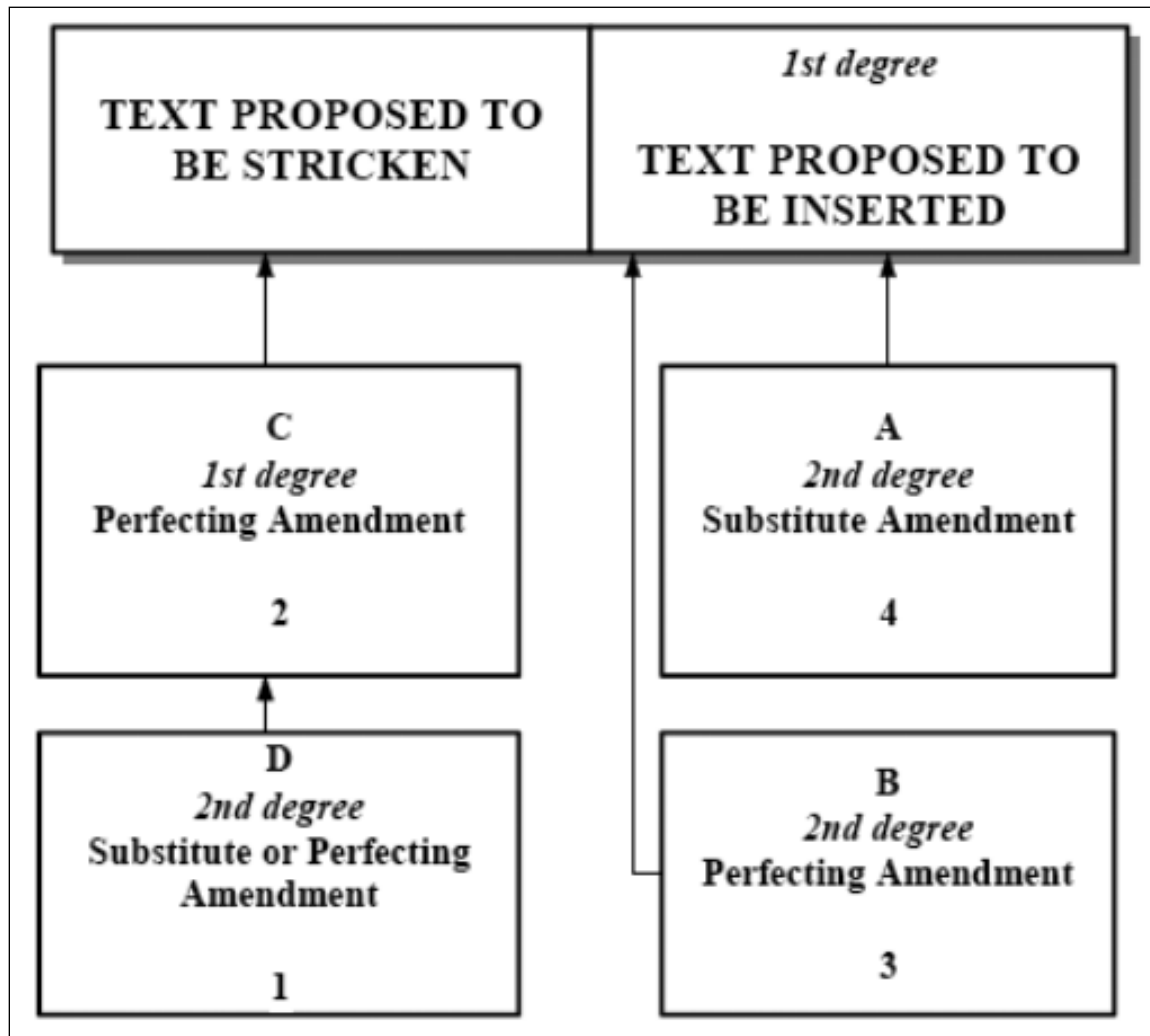 TEXT PROPOSED TO
BE STRICKEN
1st degree
TEXT PROPOSED TO
BE INSERTED
C
1st degree
Perfecting Amendment
2
A
2nd degree
Substitute Amendment
4
D
2nd degree
Substitute or Perfecting
Amendment
1
B
2nd degree
Perfecting Amendment
3